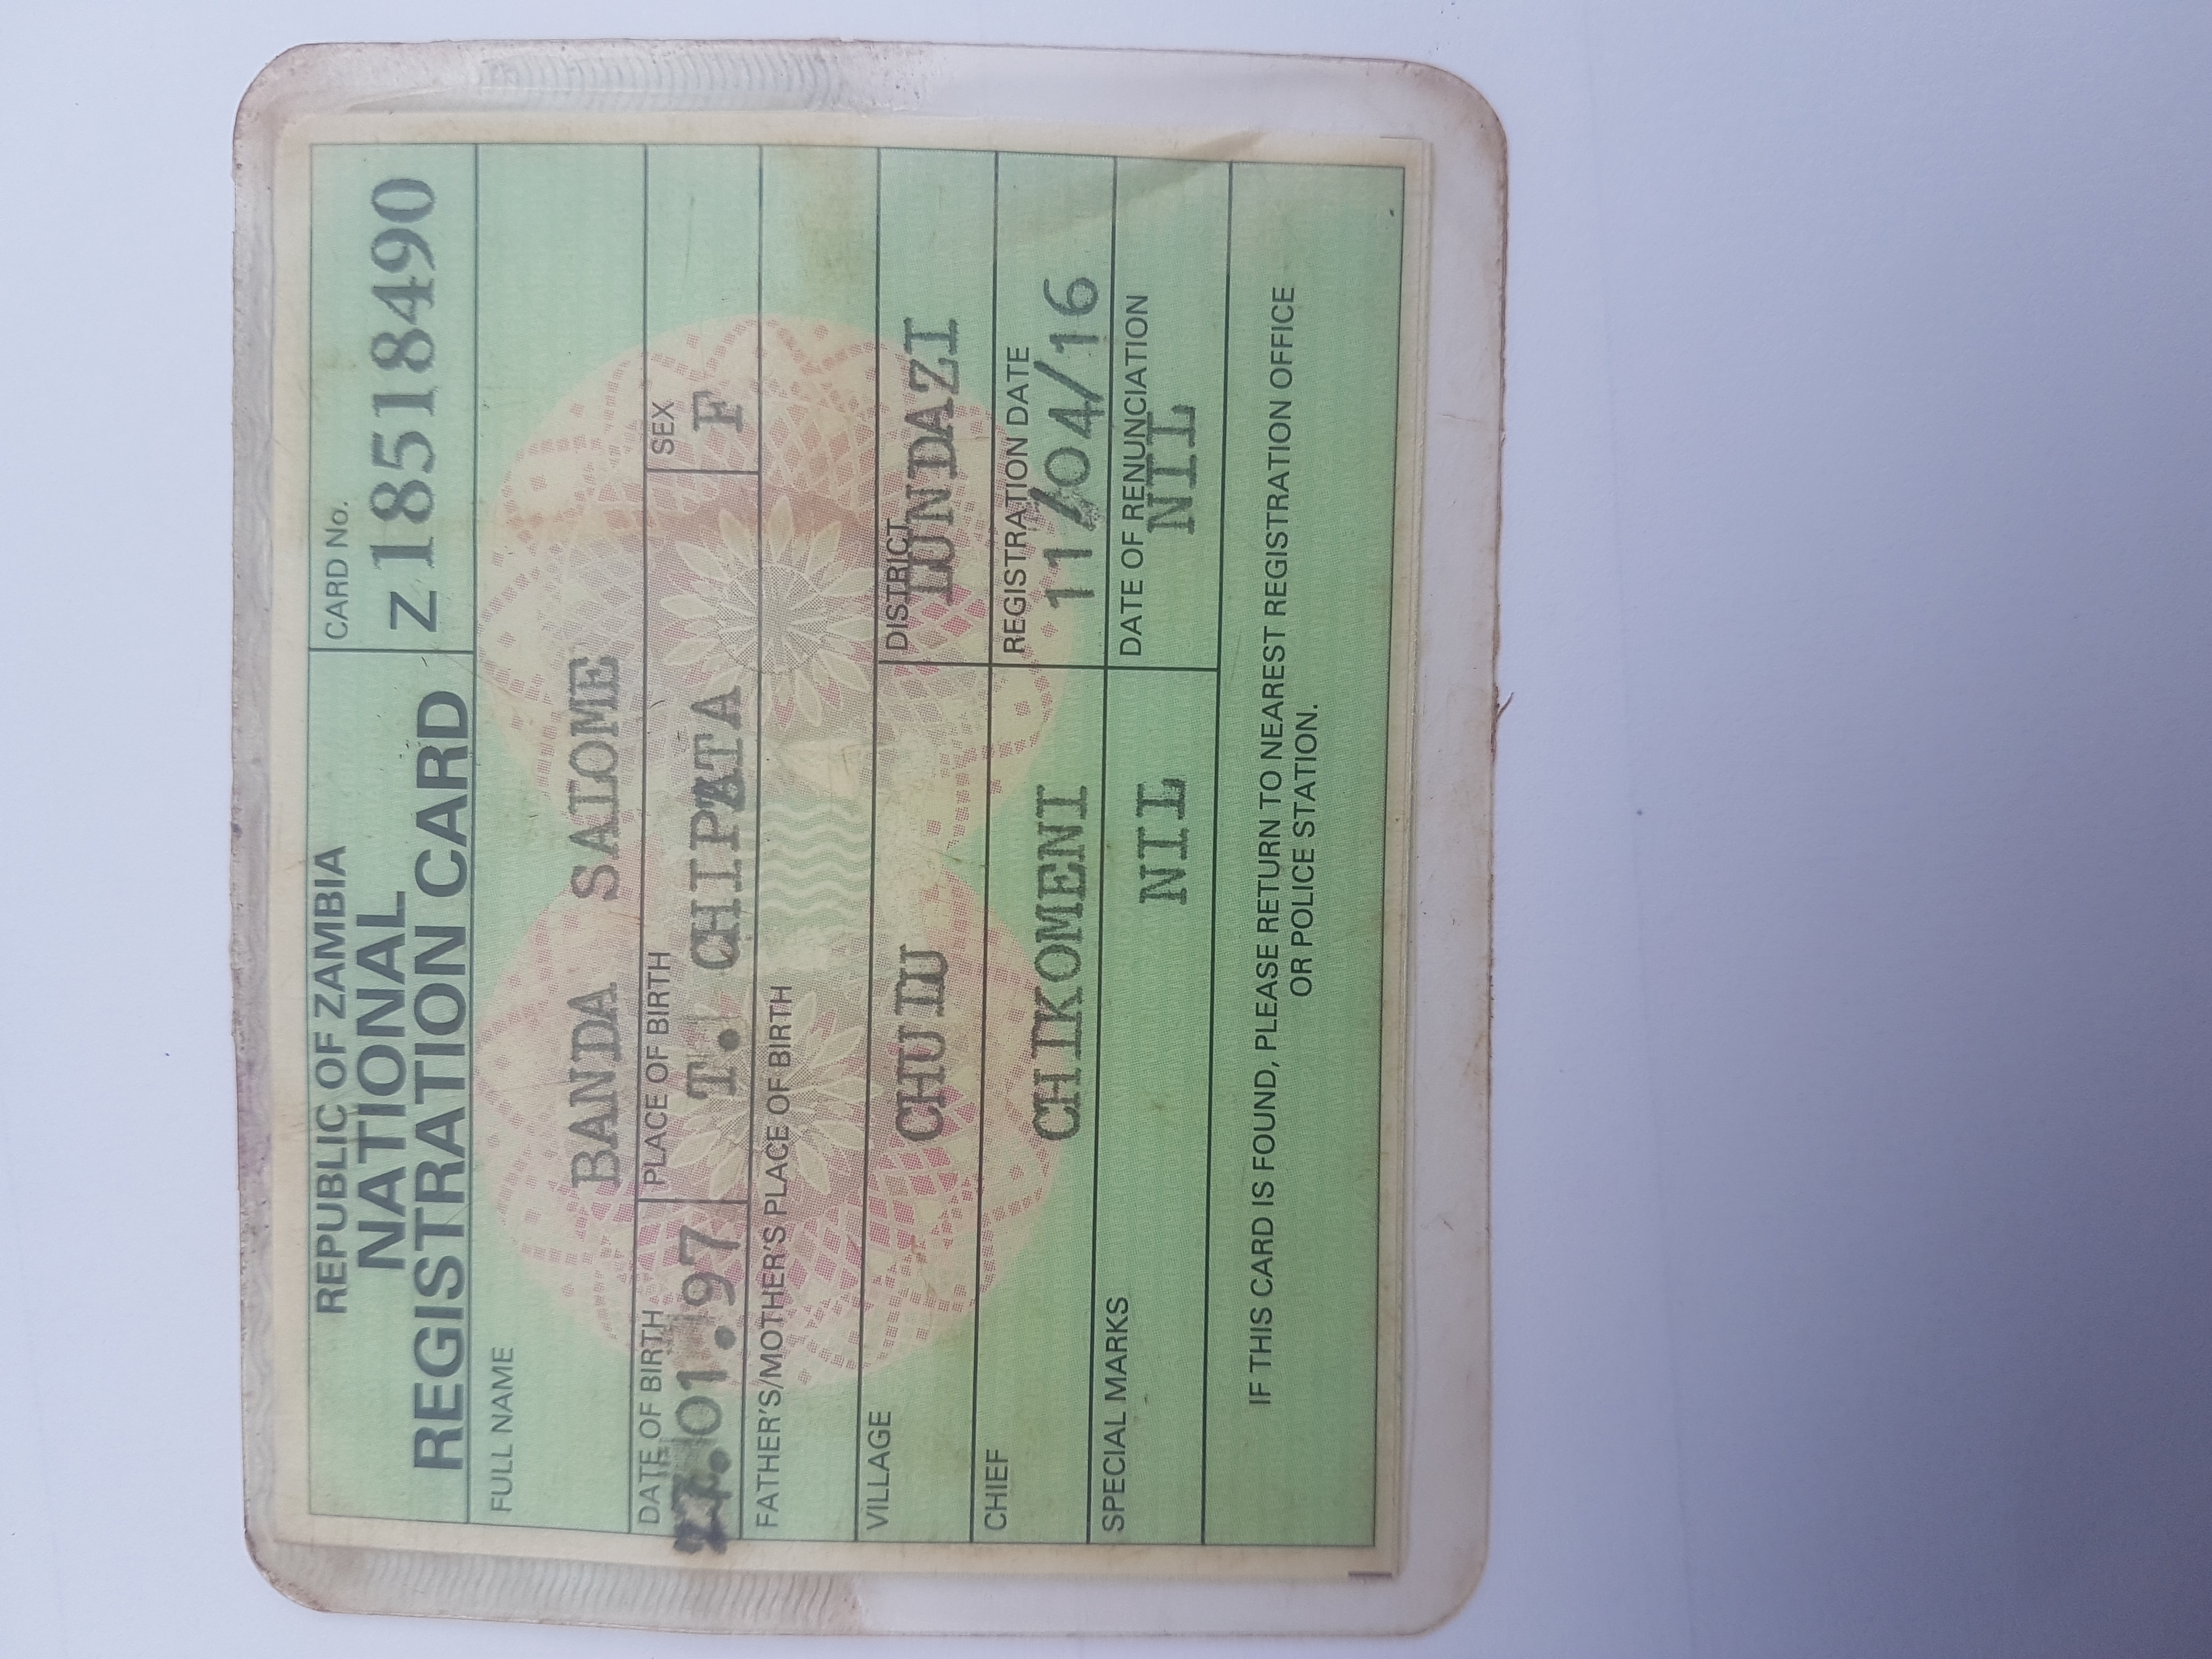 REPUBLIC OF ZAMBIA
NATIONAL
REGISTRATION CARD
CARD No.
Z 18518490
FULL NAME
BANDA SALOME
DATE OF BIRTH
.01.97
PLACE OF BIRTH
T. CHIPATA
SEX
F
FATHER'S/MOTHER'S PLACE OF BIRTH
VILLAGE
DISTRICT
LUNDAZI
CHIEF
CHIKOMENI
REGISTRATION DATE
11/04/16
SPECIAL MARKS
NIL
DATE OF RENUNCIATION
NIL
IF THIS CARD IS FOUND, PLEASE RETURN TO NEAREST REGISTRATION OFFICE
OR POLICE STATION.